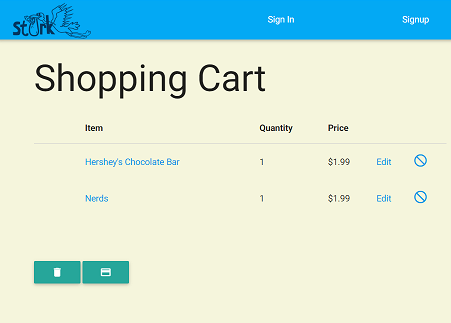 Stork Sign In Signup
Shopping Cart
Item Quantity Price
Hershey's Chocolate Bar 1 $1.99 Edit
Nerds 1 $1.99 Edit